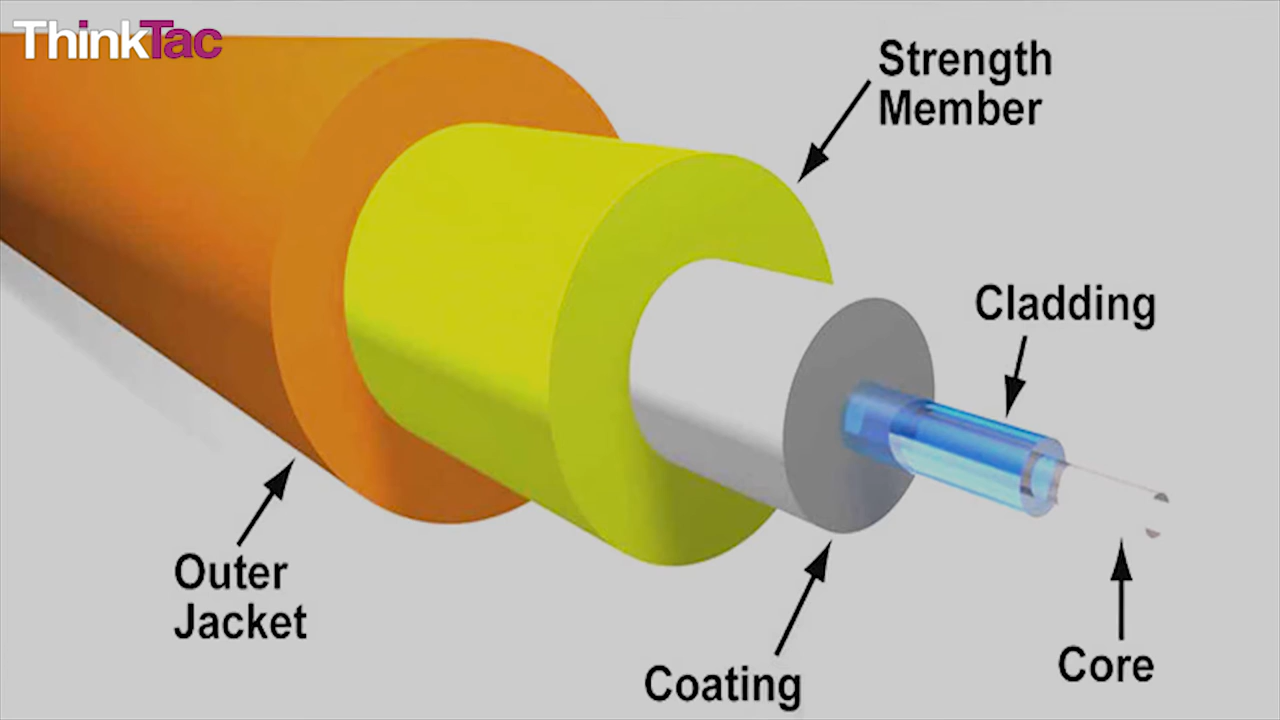 ThinkTac
Strength
Member
Cladding
Outer
Jacket
Coating
Core